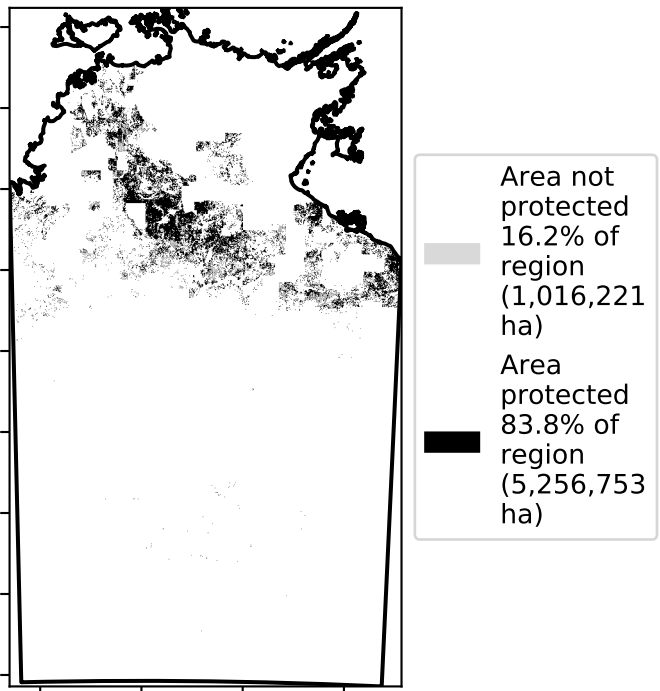 Area not
protected
16.2% of
region
(1,016,221
ha)
Area
protected
83.8% of
region
(5,256,753
ha)